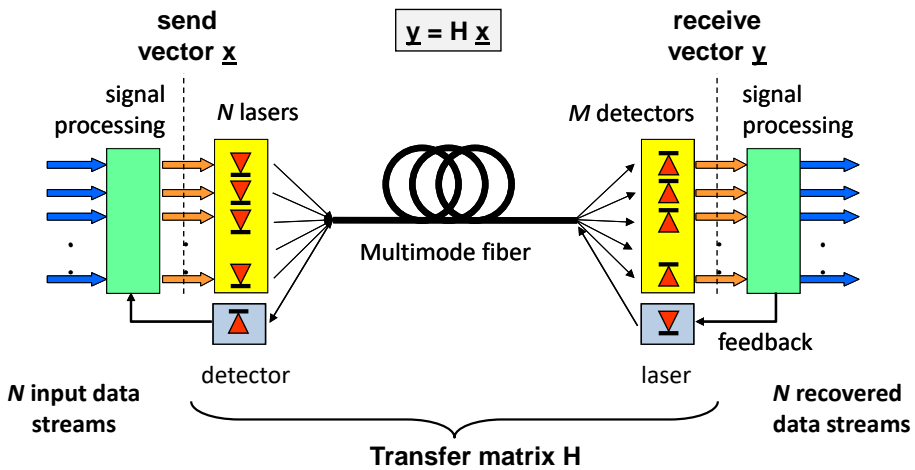 send
vector x
y = H x
receive
vector y
signal
processing
N lasers
M detectors
signal
processing
Multimode fiber
feedback
detector
laser
N input data
streams
N recovered
data streams
Transfer matrix H